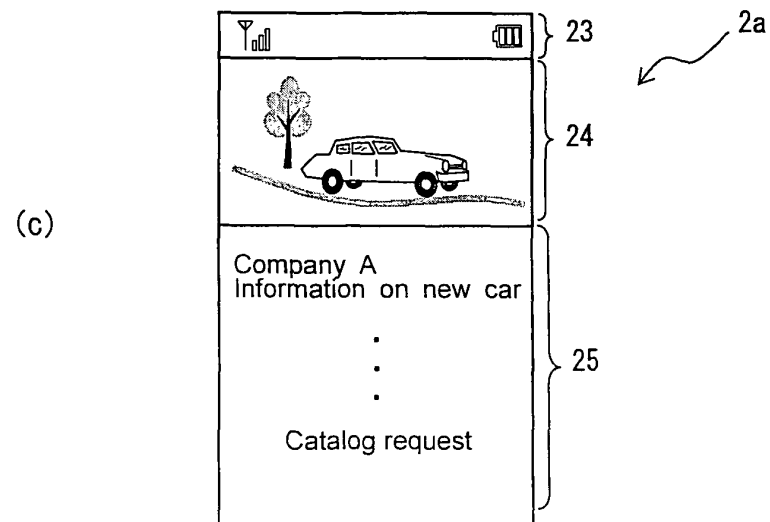 23
2a
24
(c)
Company A
Information on new car
25
Catalog request